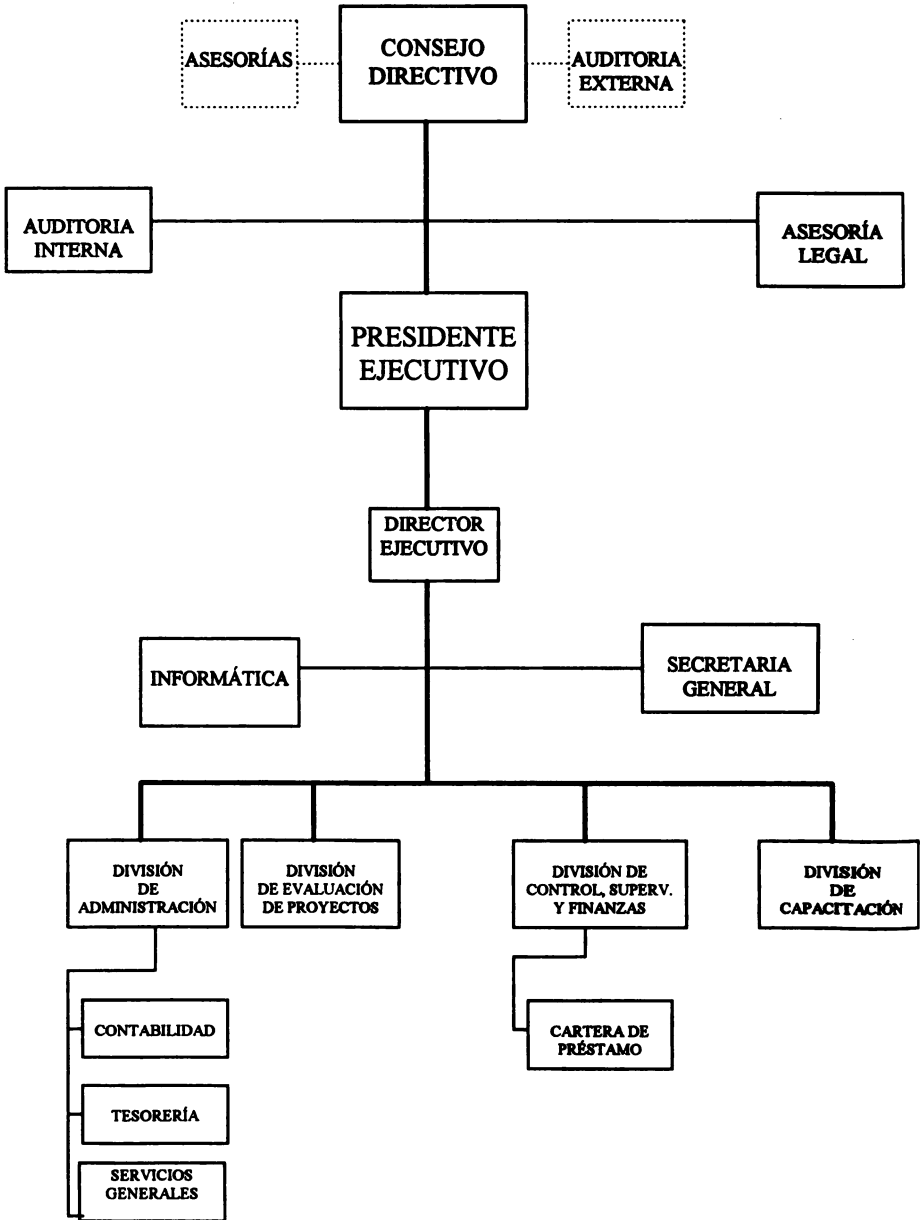 ASESORÍAS
CONSEJO
DIRECTIVO
AUDITORIA
EXTERNA
AUDITORIA
INTERNA
ASESORÍA
LEGAL
PRESIDENTE
EJECUTIVO
DIRECTOR
EJECUTIVO
INFORMÁTICA
SECRETARIA
GENERAL
DIVISIÓN
DE
ADMINISTRACIÓN
DIVISIÓN
DE EVALUACIÓN
DE PROYECTOS
DIVISIÓN DE
CONTROL, SUPERV.
Y FINANZAS
DIVISIÓN
DE
CAPACITACIÓN
CONTABILIDAD
TESORERÍA
SERVICIOS
GENERALES
CARTERA DE
PRÉSTAMO